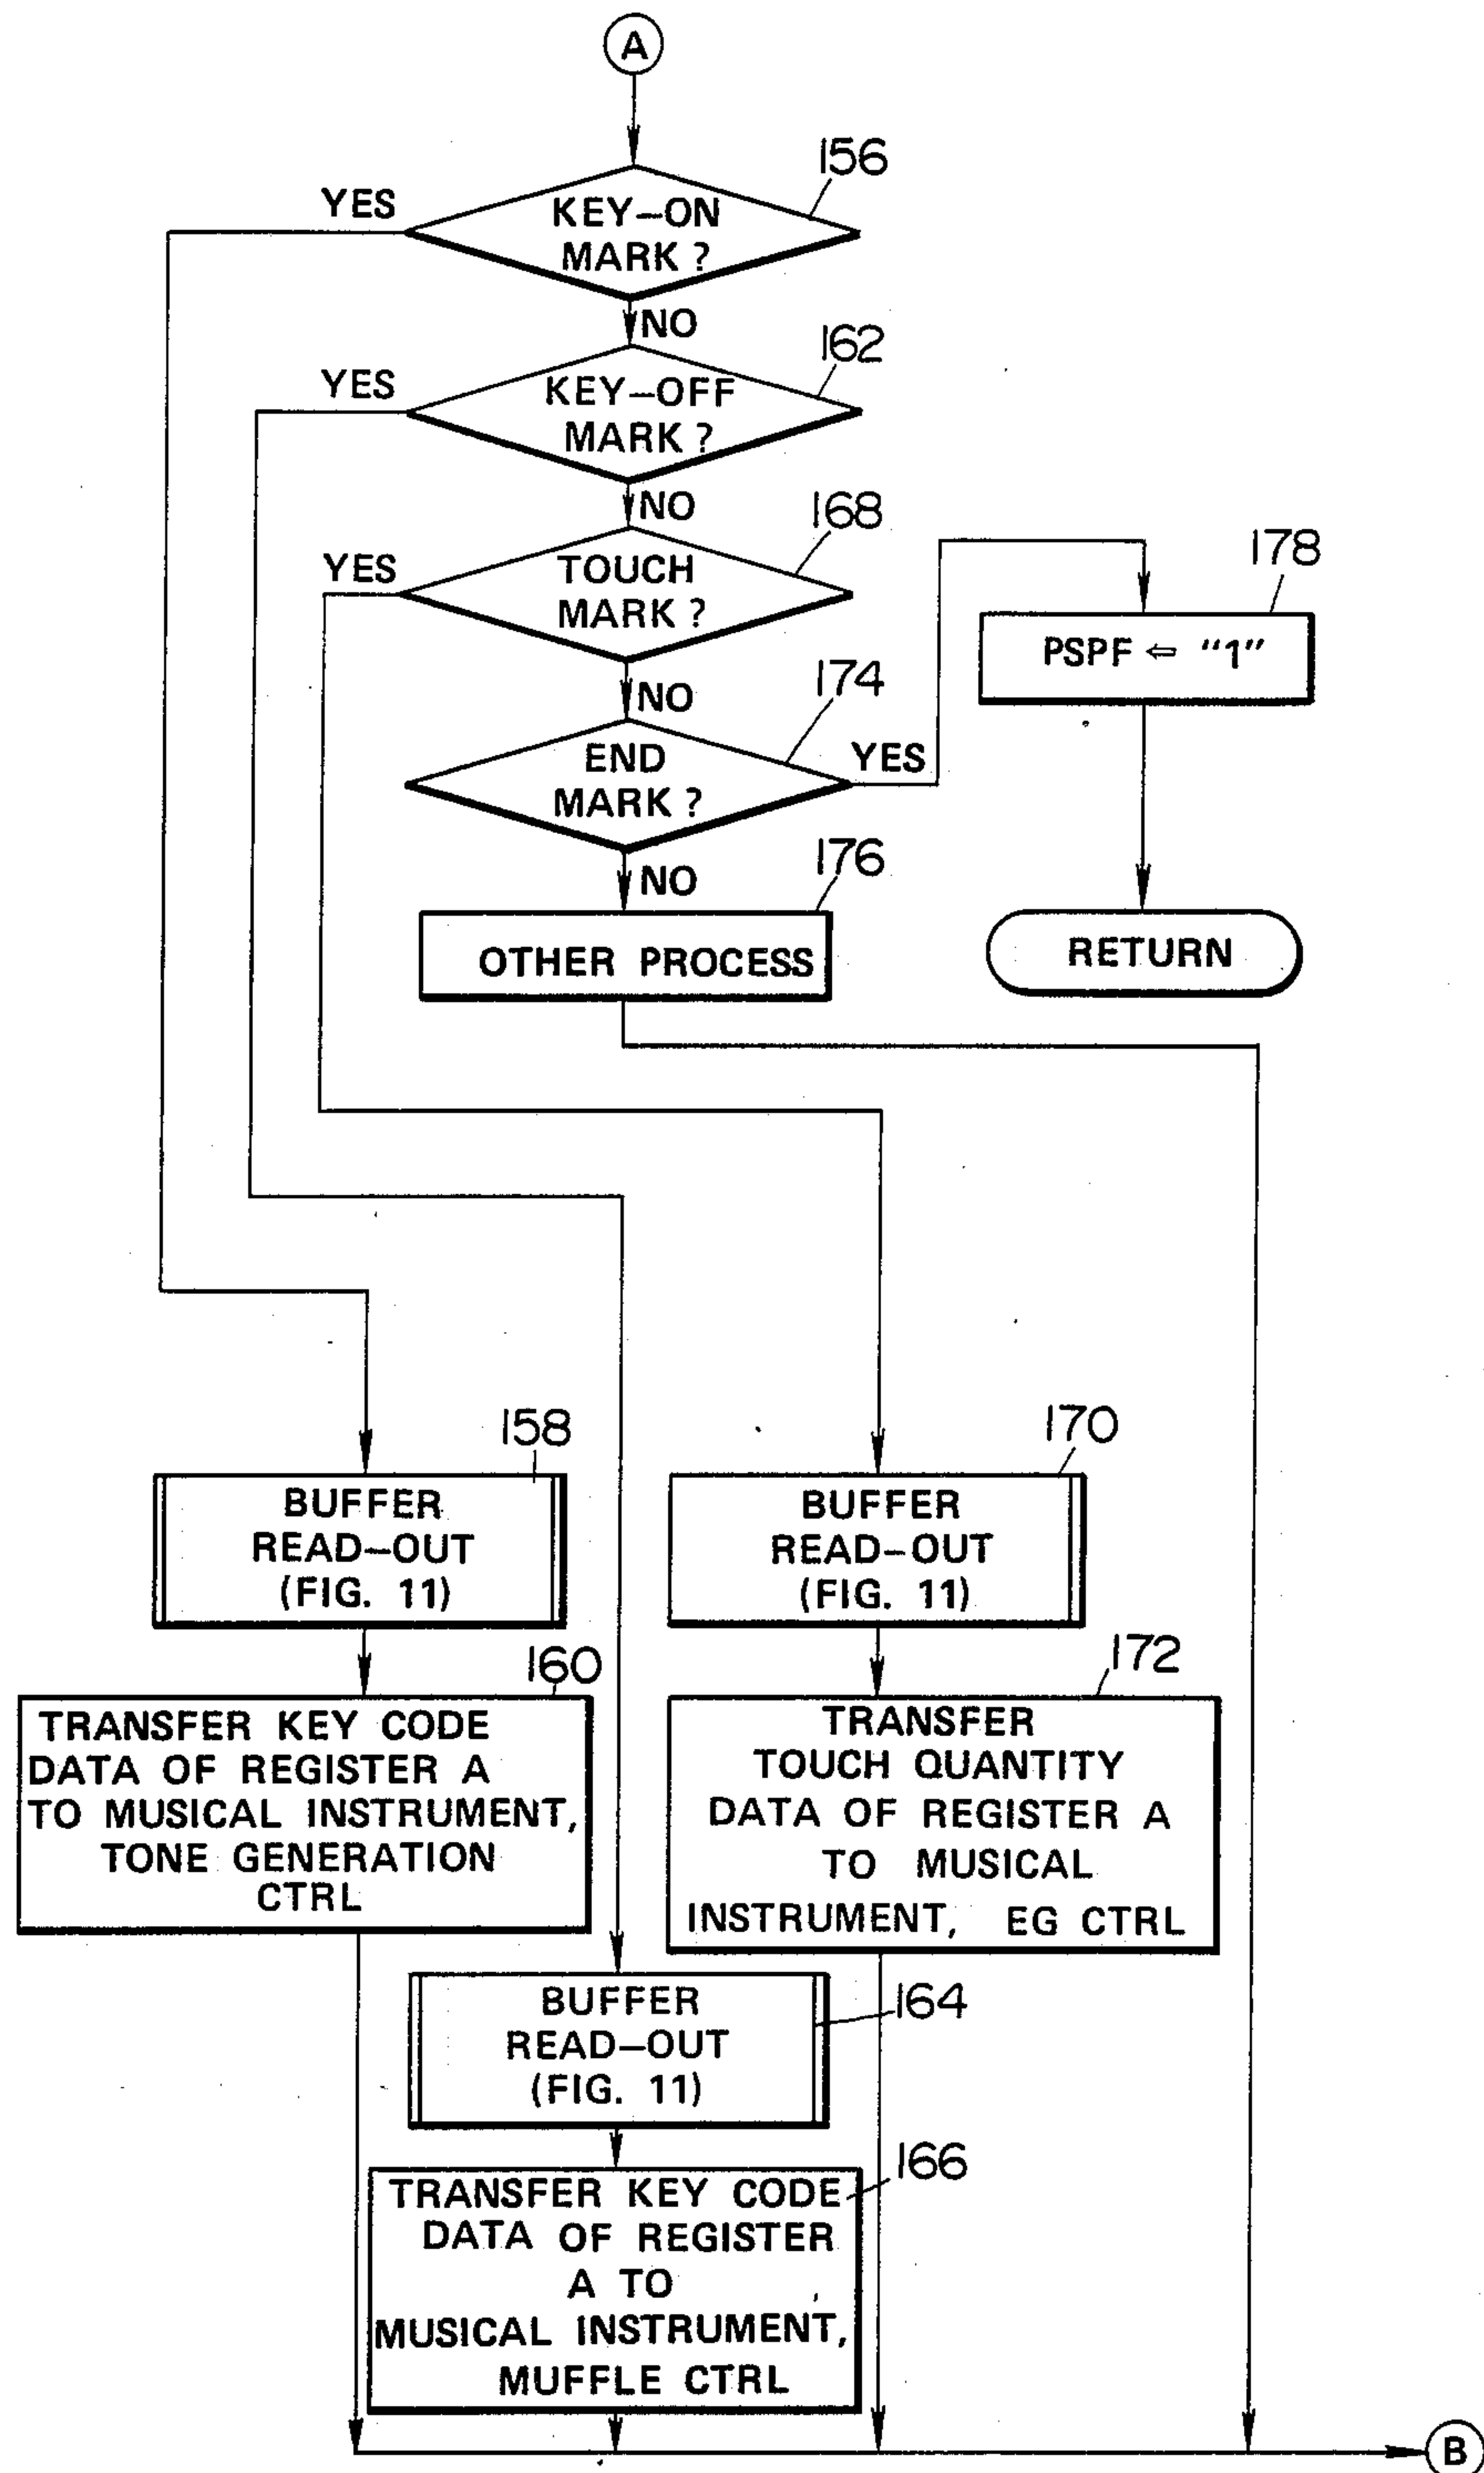 A
156
YES
KEY–ON
MARK ?
NO
162
YES
KEY–OFF
MARK ?
NO
168
YES
TOUCH
MARK ?
NO
178
PSPF ⇐ "1"
174
END
MARK ?
YES
NO
176
OTHER PROCESS
RETURN
158
BUFFER
READ–OUT
(FIG. 11)
170
BUFFER
READ–OUT
(FIG. 11)
160
TRANSFER KEY CODE
DATA OF REGISTER A
TO MUSICAL INSTRUMENT,
TONE GENERATION
CTRL
172
TRANSFER
TOUCH QUANTITY
DATA OF REGISTER A
TO MUSICAL
INSTRUMENT, EG CTRL
164
BUFFER
READ–OUT
(FIG. 11)
166
TRANSFER KEY CODE
DATA OF REGISTER
A TO
MUSICAL INSTRUMENT,
MUFFLE CTRL
B